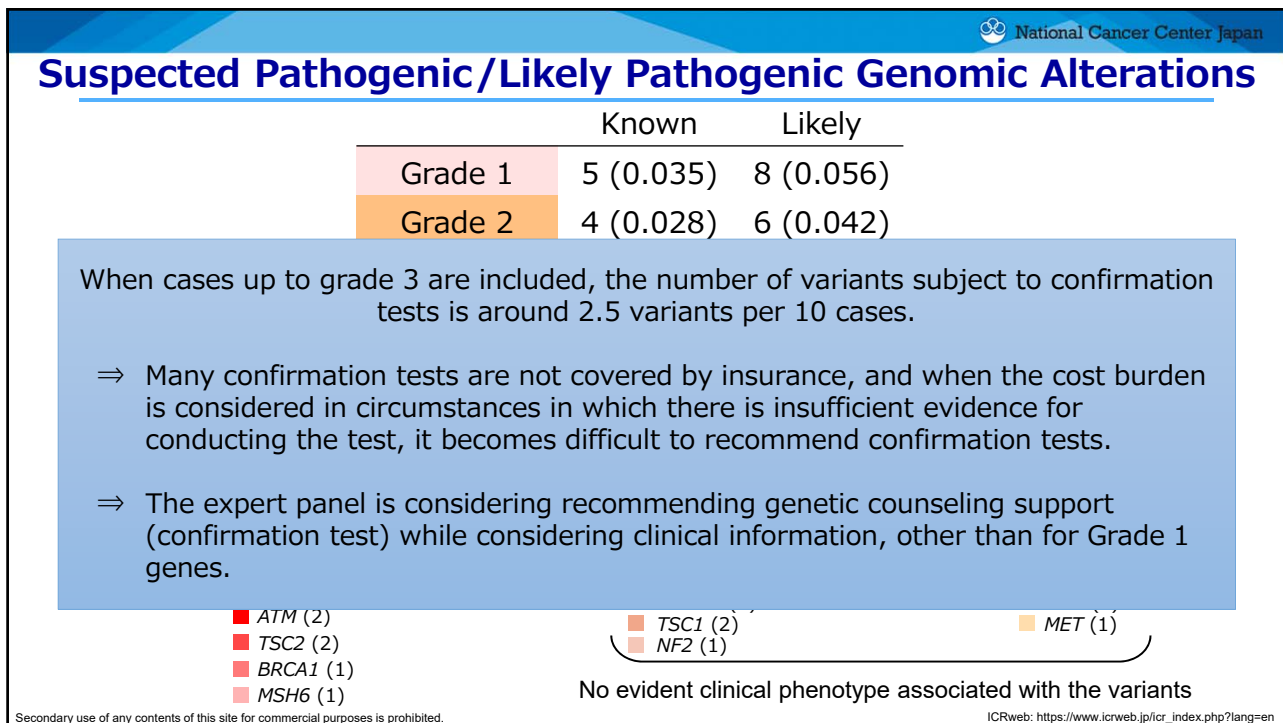 National Cancer Center Japan
Suspected Pathogenic/Likely Pathogenic Genomic Alterations
Known Likely
Grade 1 5 (0.035) 8 (0.056)
Grade 2 4 (0.028) 6 (0.042)
When cases up to grade 3 are included, the number of variants subject to confirmation
tests is around 2.5 variants per 10 cases.
⇒ Many confirmation tests are not covered by insurance, and when the cost burden
is considered in circumstances in which there is insufficient evidence for
conducting the test, it becomes difficult to recommend confirmation tests.
⇒ The expert panel is considering recommending genetic counseling support
(confirmation test) while considering clinical information, other than for Grade 1
genes.
ATM (2)
TSC2 (2)
BRCA1 (1)
MSH6 (1)
TSC1 (2)
NF2 (1)
MET (1)
No evident clinical phenotype associated with the variants
Secondary use of any contents of this site for commercial purposes is prohibited.
ICRweb: https://www.icrweb.jp/icr_index.php?lang=en